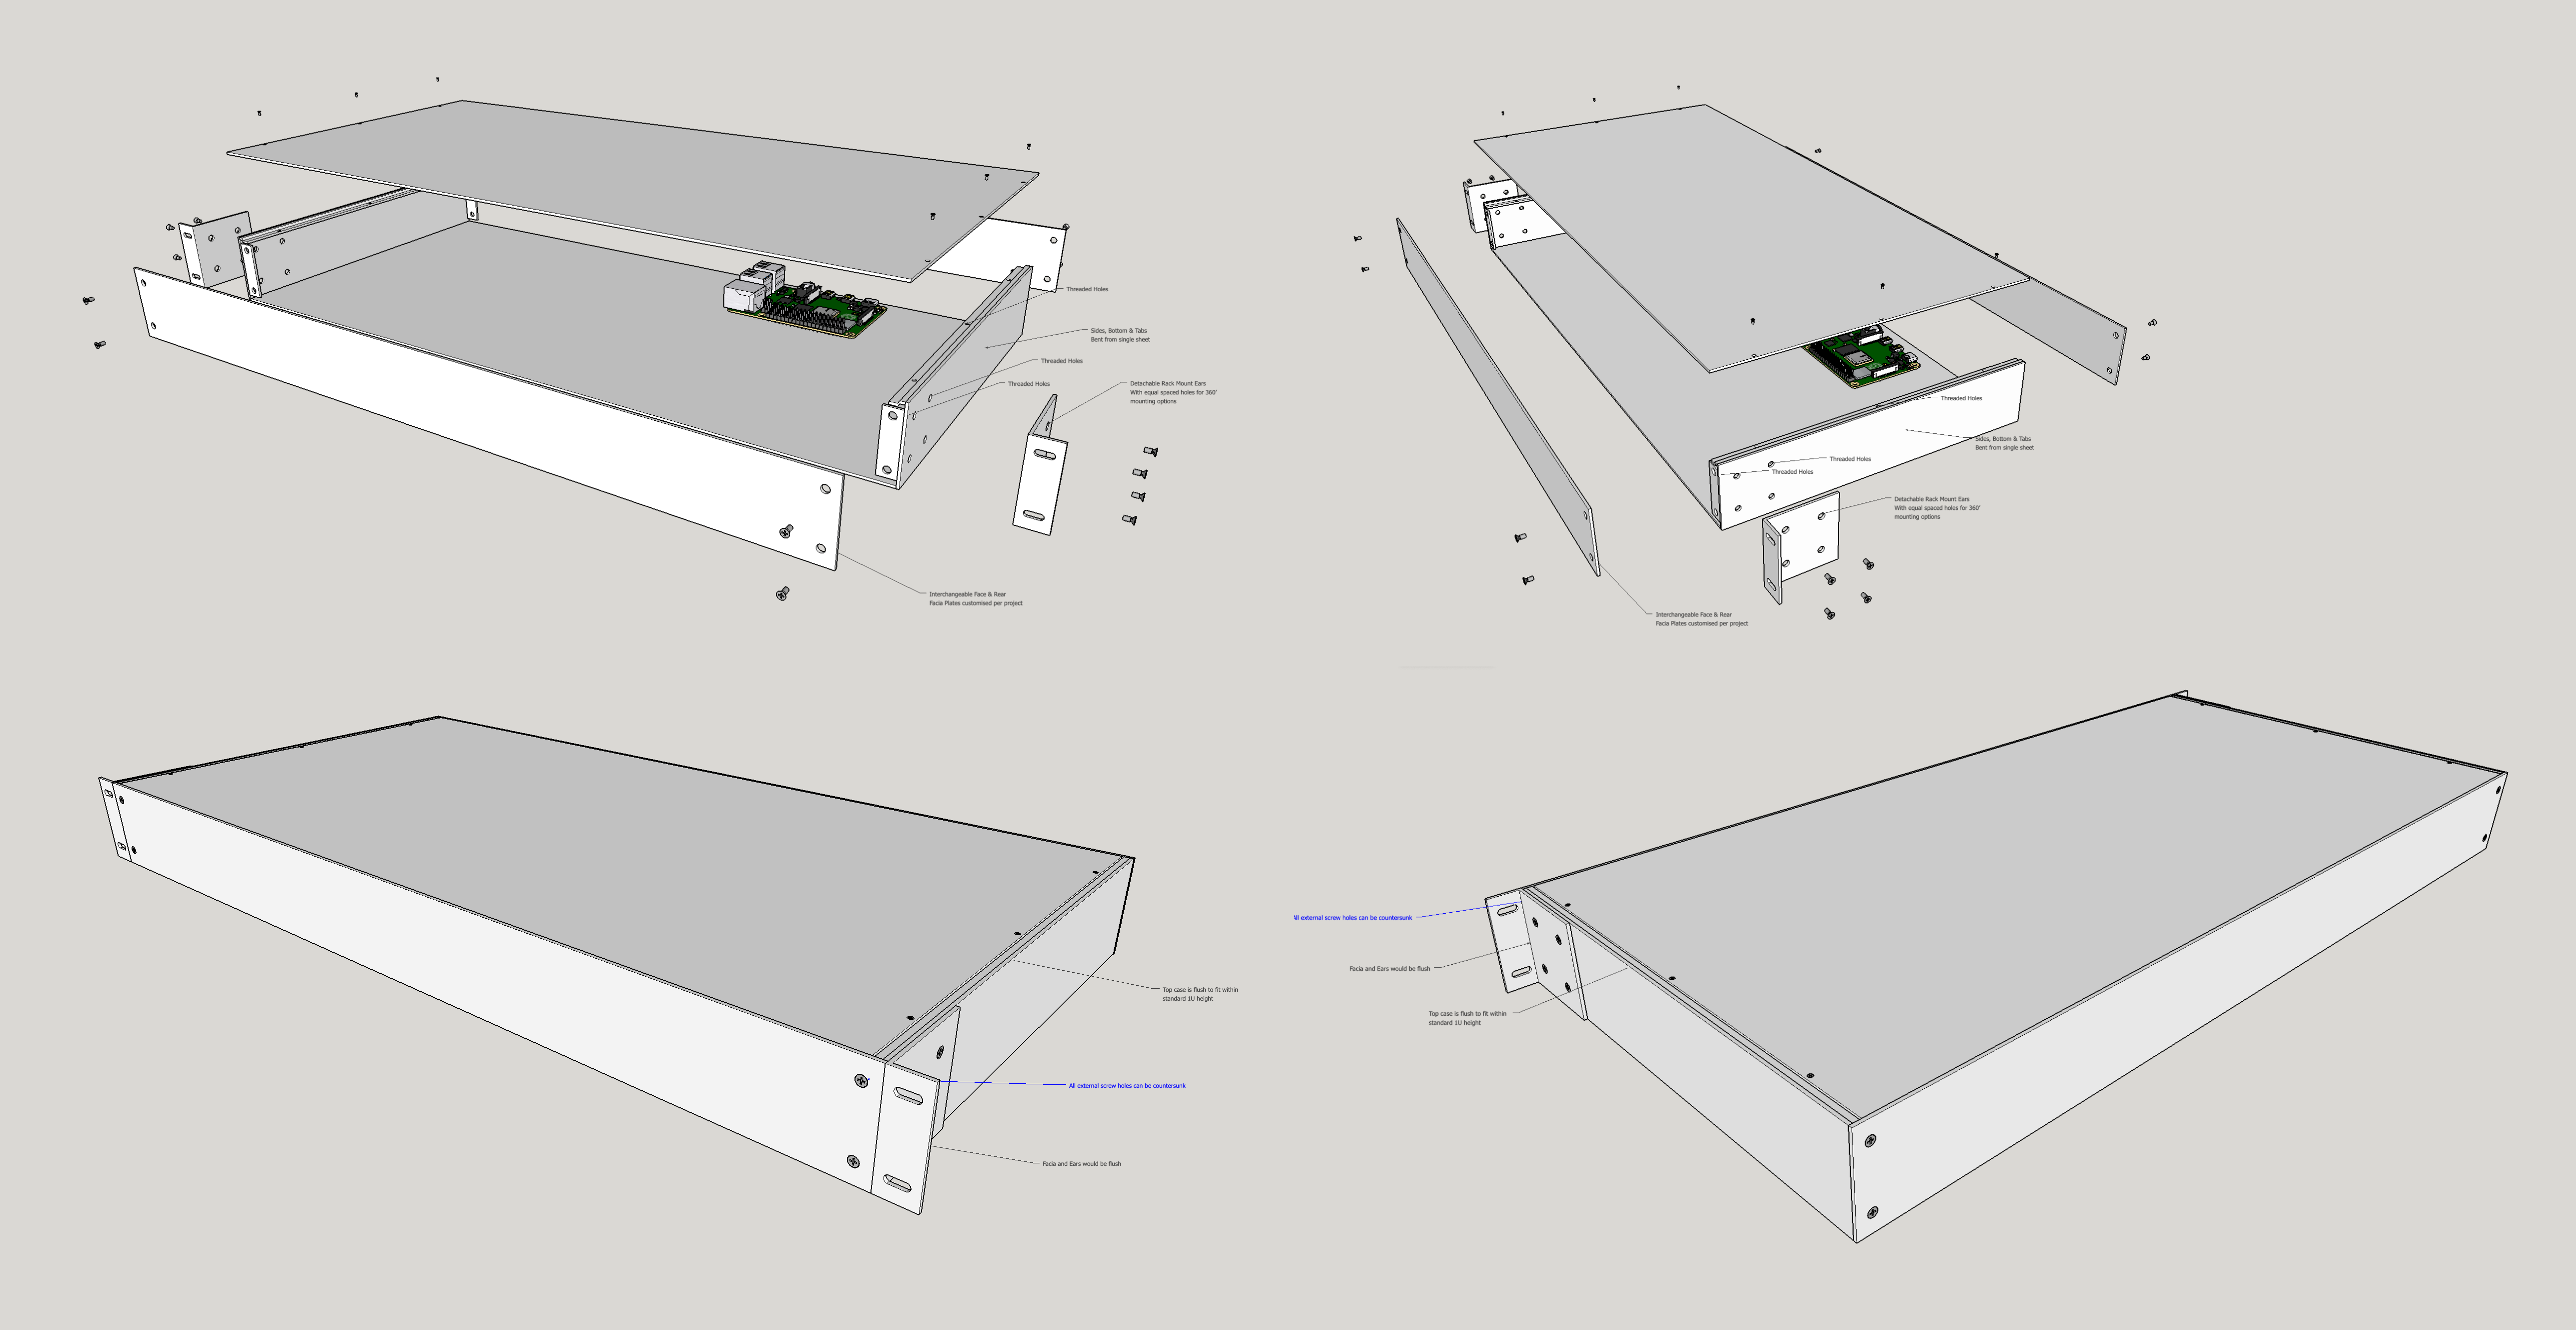 Threaded Holes
Sides, Bottom & Tabs
Bent from single sheet
Threaded Holes
Threaded Holes
Detachable Rack Mount Ears
With equal spaced holes for 360'
mounting options
Interchangeable Face & Rear
Facia Plates customised per project
Threaded Holes
Sides, Bottom & Tabs
Bent from single sheet
Threaded Holes
Threaded Holes
Detachable Rack Mount Ears
With equal spaced holes for 360'
mounting options
Interchangeable Face & Rear
Facia Plates customised per project
Top case is flush to fit within
standard 1U height
All external screw holes can be countersunk
Facia and Ears would be flush
All external screw holes can be countersunk
Facia and Ears would be flush
Top case is flush to fit within
standard 1U height